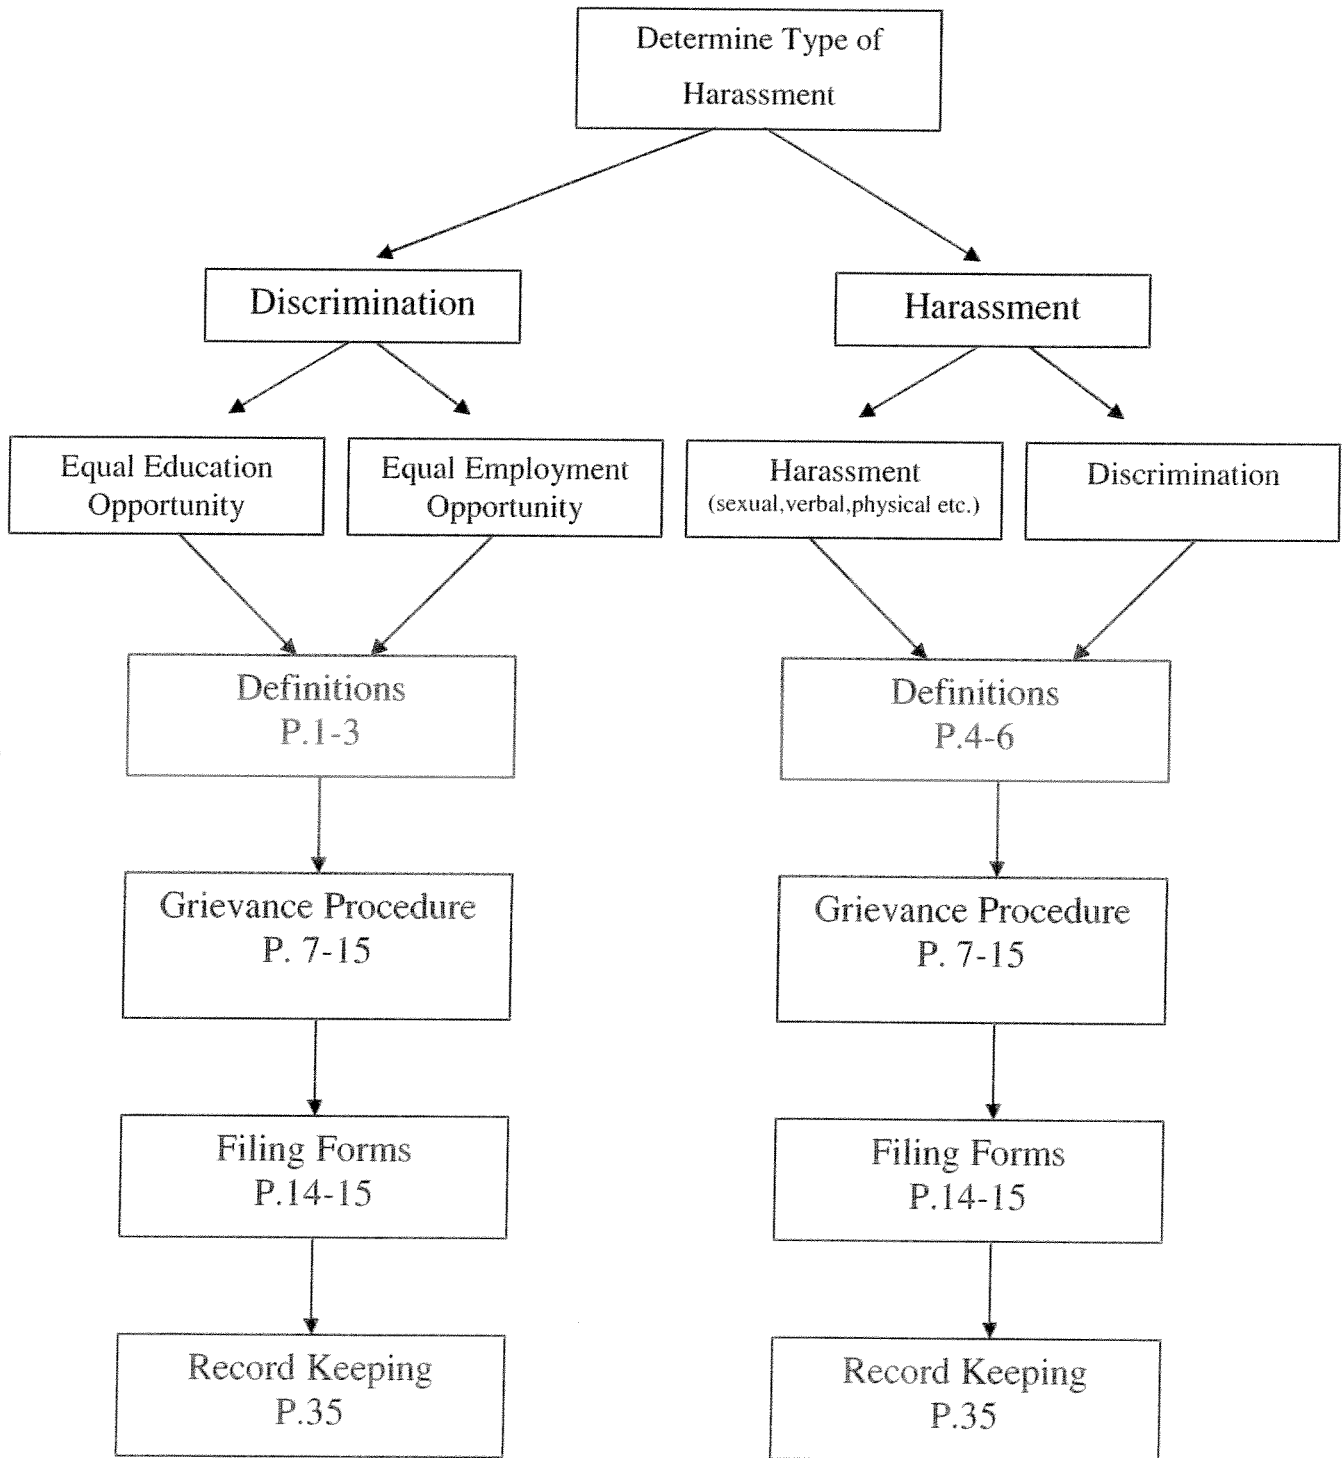 Determine Type of
Harassment
Discrimination
Harassment
Equal Education
Opportunity
Equal Employment
Opportunity
Harassment
(sexual,verbal,physical etc.)
Discrimination
Definitions
P.1-3
Definitions
P.4-6
Grievance Procedure
P. 7-15
Grievance Procedure
P. 7-15
Filing Forms
P.14-15
Filing Forms
P.14-15
Record Keeping
P.35
Record Keeping
P.35